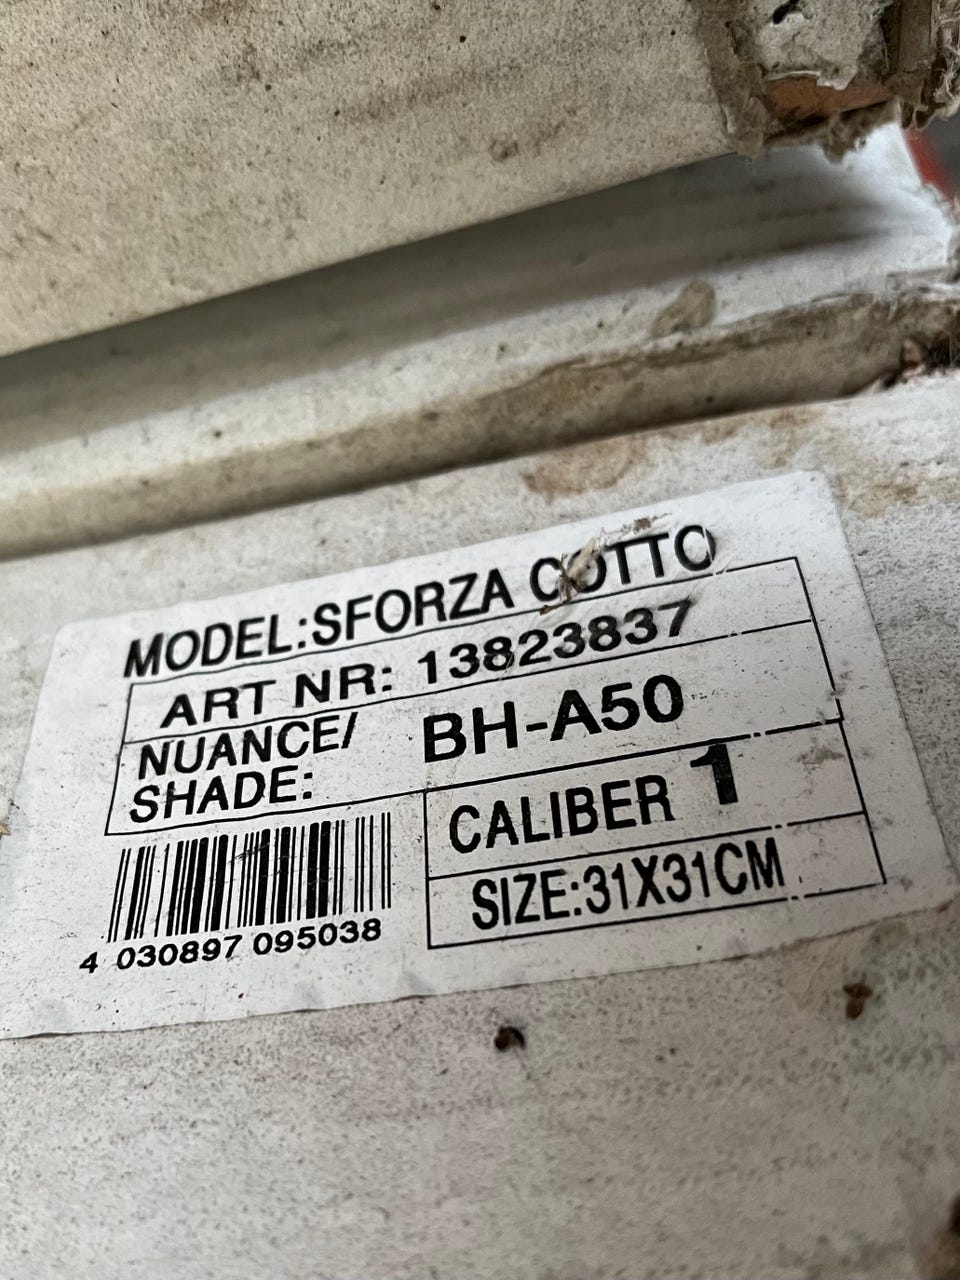 MODEL:SFORZA COTTO
ART NR: 13823837
NUANCE/
SHADE: BH-A50
CALIBER 1
SIZE:31X31CM
4 030897 095038